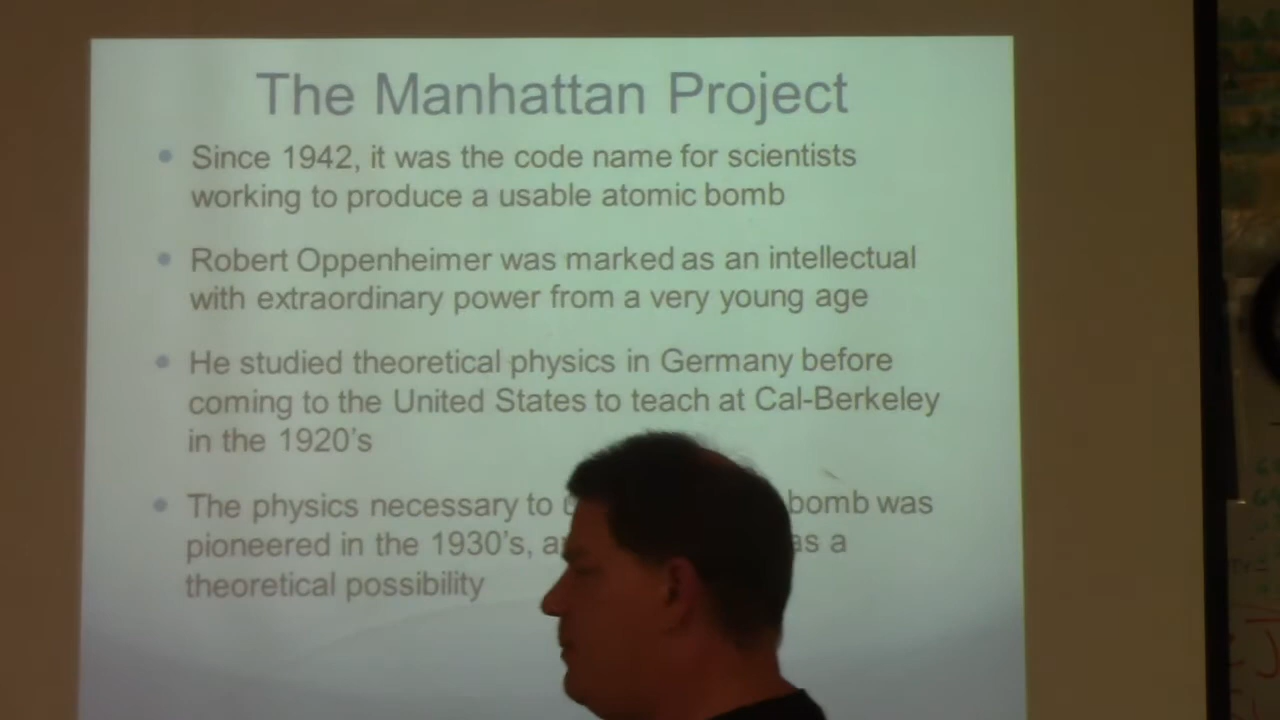 The Manhattan Project
• Since 1942, it was the code name for scientists
working to produce a usable atomic bomb
• Robert Oppenheimer was marked as an intellectual
with extraordinary power from a very young age
• He studied theoretical physics in Germany before
coming to the United States to teach at Cal-Berkeley
in the 1920's
• The physics necessary to bomb was
pioneered in the 1930's, as a
theoretical possibility